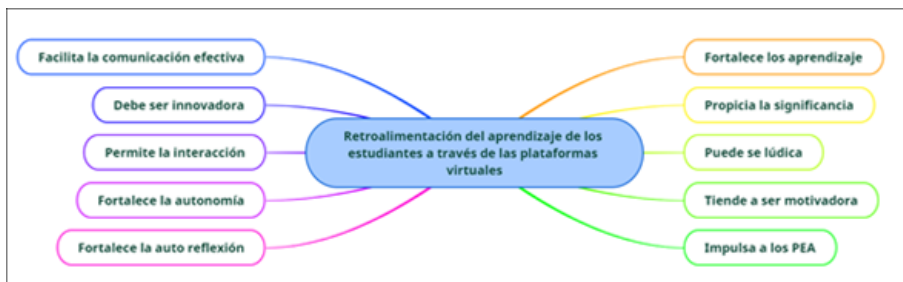 Facilita la comunicación efectiva
Debe ser innovadora
Permite la interacción
Fortalece la autonomía
Fortalece la auto reflexión
Retroalimentación del aprendizaje de los
estudiantes a través de las plataformas
virtuales
Fortalece los aprendizaje
Propicia la significancia
Puede se lúdica
Tiende a ser motivadora
Impulsa a los PEA